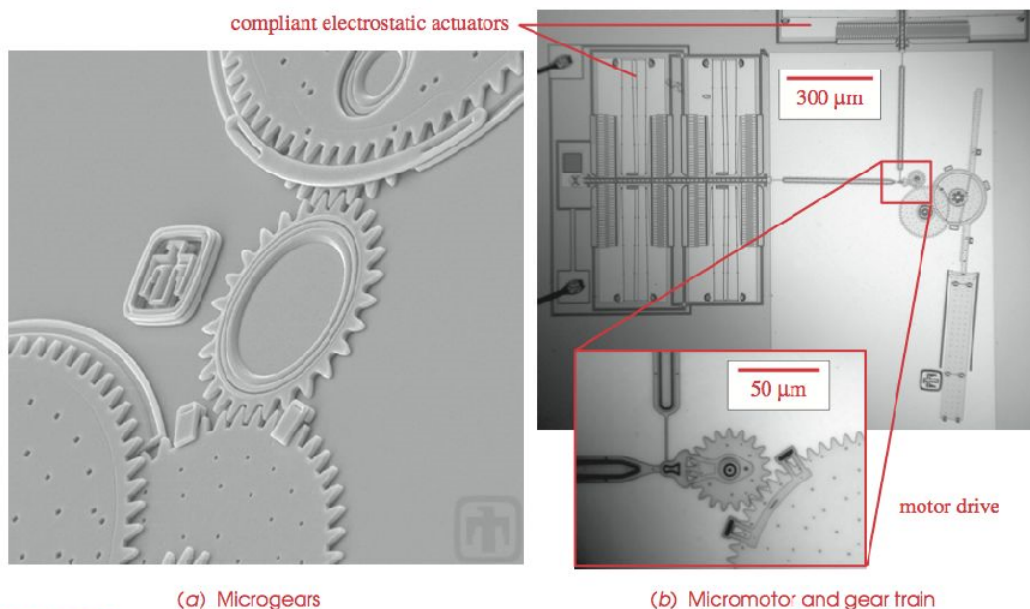 compliant electrostatic actuators
300 μm
50 μm
motor drive
(a) Microgears
(b) Micromotor and gear train